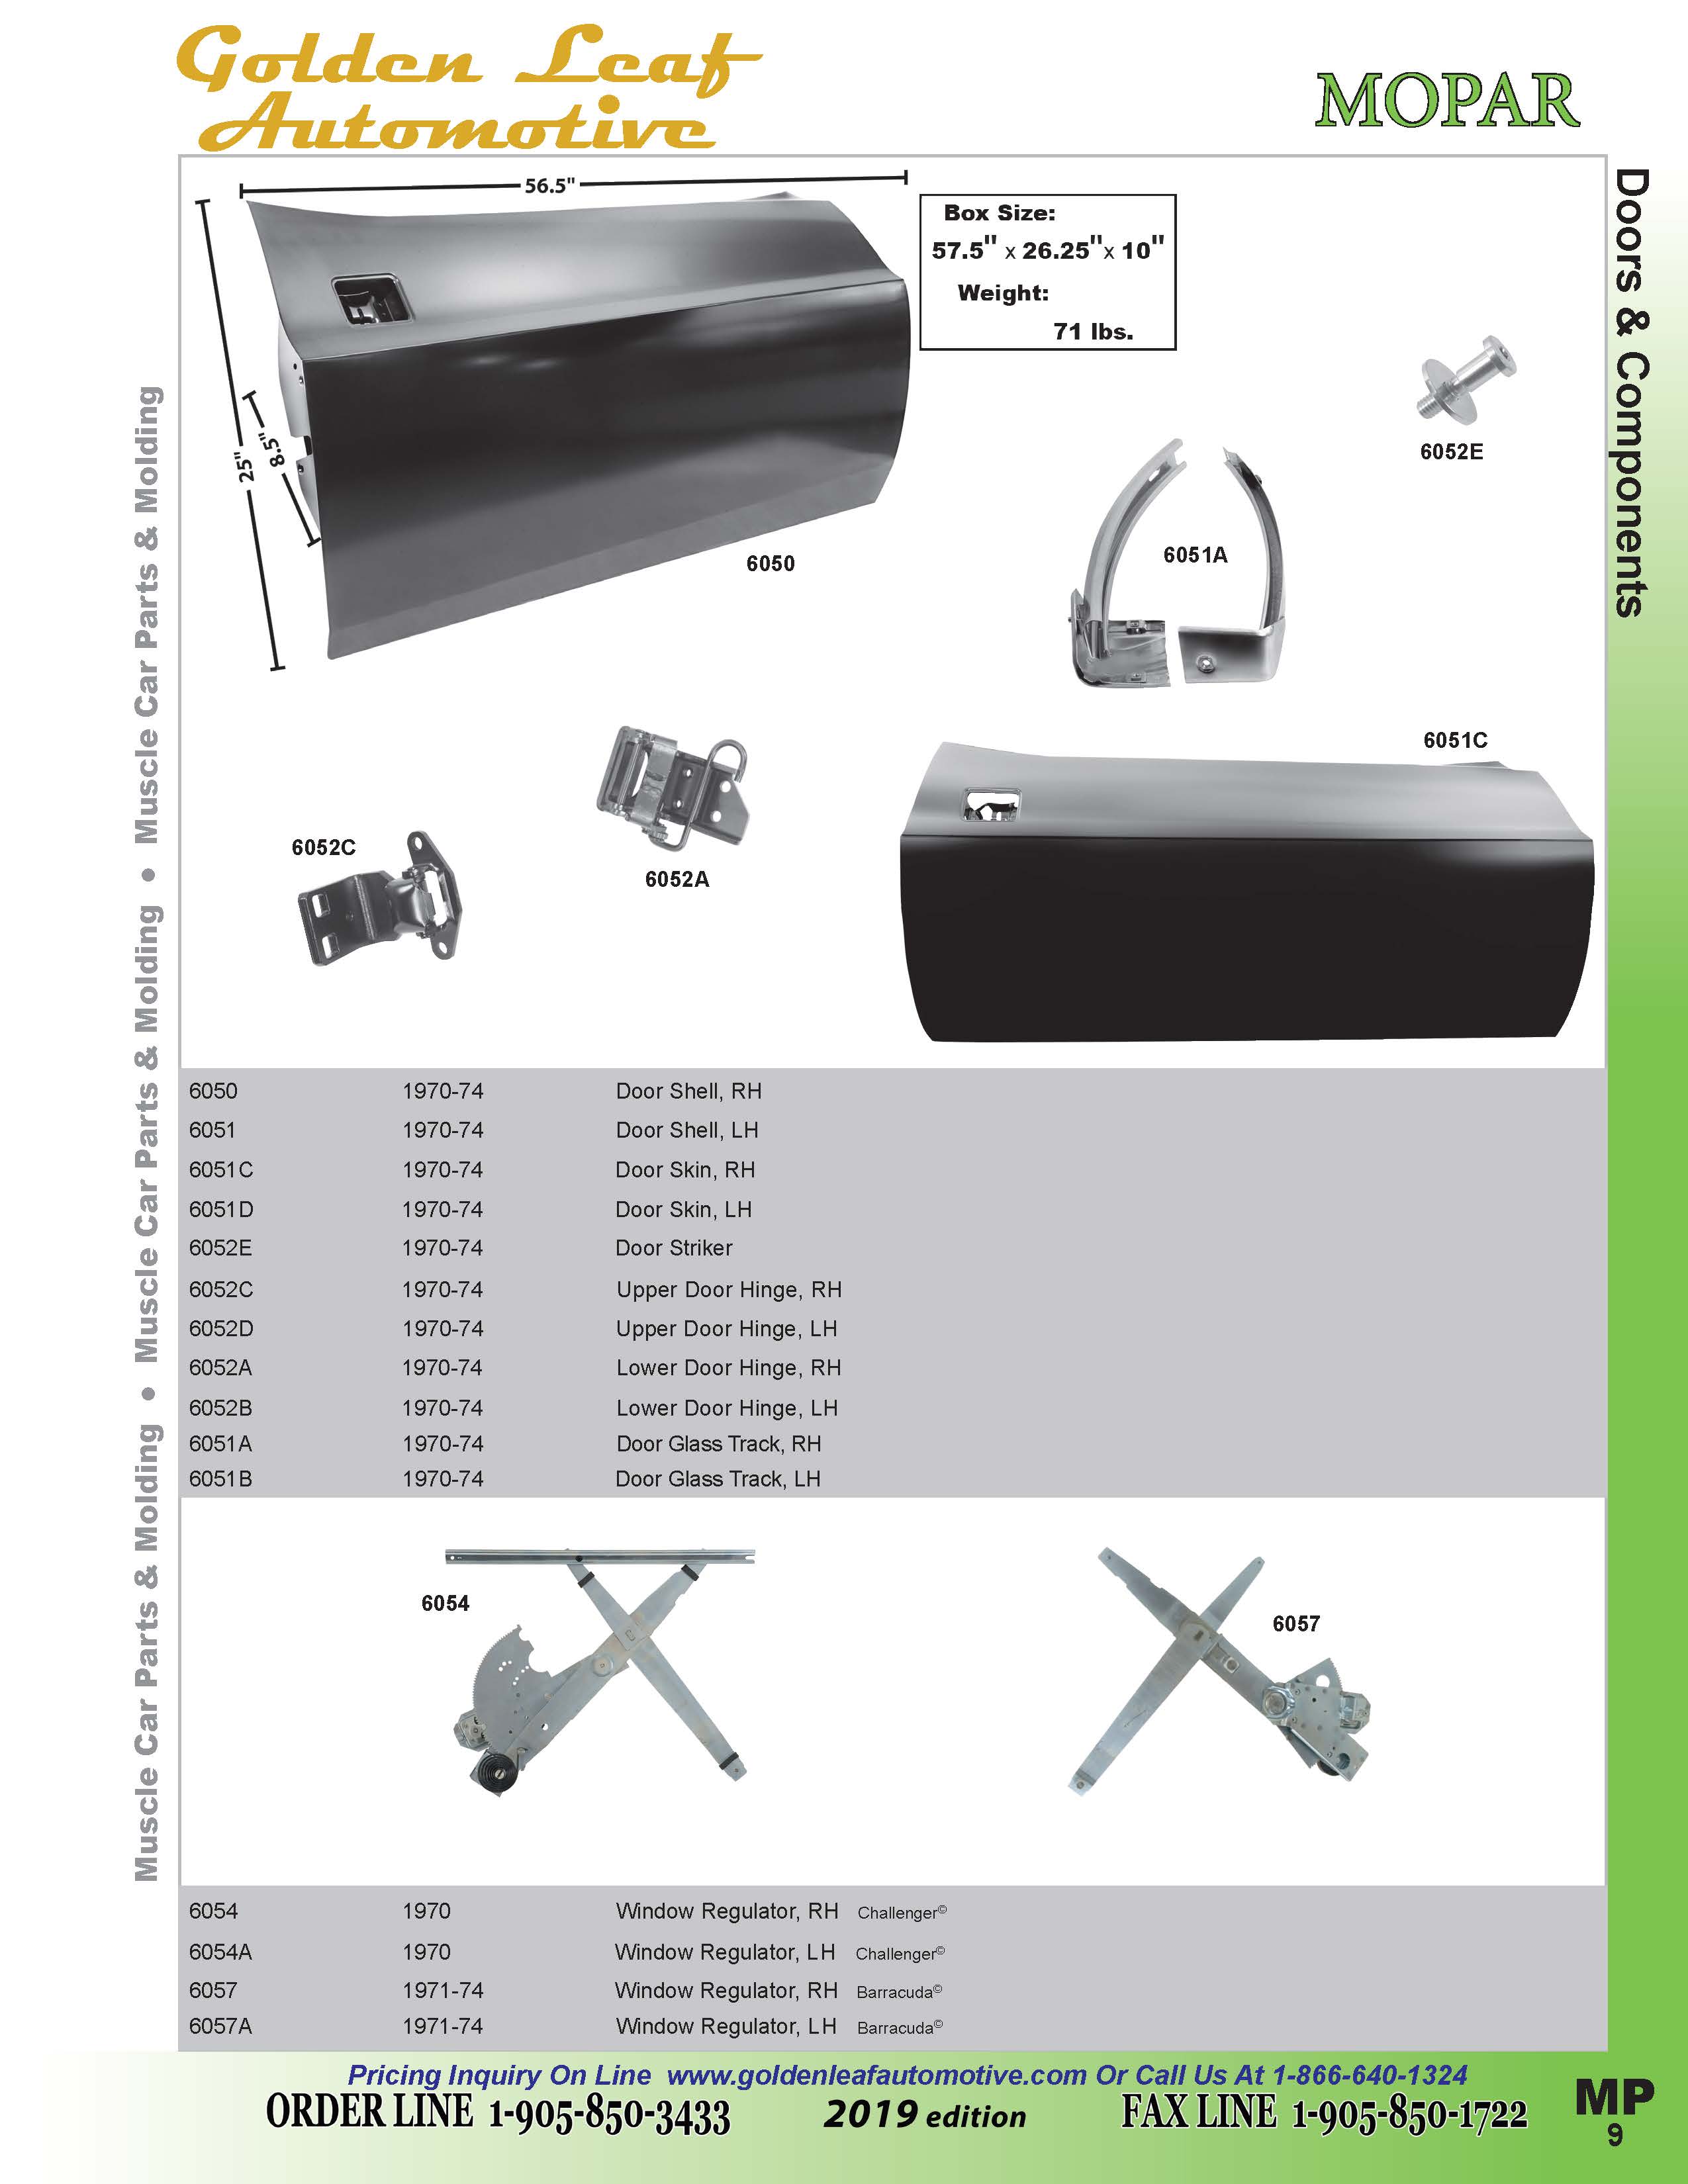 Golden Leaf
Automotive
MOPAR
Doors & Components
Muscle Car Parts & Molding • Muscle Car Parts & Molding • Muscle Car Parts & Molding
56.5"
Box Size:
57.5" x 26.25" x 10"
Weight:
71 lbs.
25"
8.5"
6052E
6050
6051A
6051C
6052C
6052A
6050 1970-74 Door Shell, RH
6051 1970-74 Door Shell, LH
6051C 1970-74 Door Skin, RH
6051D 1970-74 Door Skin, LH
6052E 1970-74 Door Striker
6052C 1970-74 Upper Door Hinge, RH
6052D 1970-74 Upper Door Hinge, LH
6052A 1970-74 Lower Door Hinge, RH
6052B 1970-74 Lower Door Hinge, LH
6051A 1970-74 Door Glass Track, RH
6051B 1970-74 Door Glass Track, LH
6054
6057
6054 1970 Window Regulator, RH Challenger©
6054A 1970 Window Regulator, LH Challenger©
6057 1971-74 Window Regulator, RH Barracuda©
6057A 1971-74 Window Regulator, LH Barracuda©
Pricing Inquiry On Line www.goldenleafautomotive.com Or Call Us At 1-866-640-1324
ORDER LINE 1-905-850-3433 2019 edition FAX LINE 1-905-850-1722
MP
9